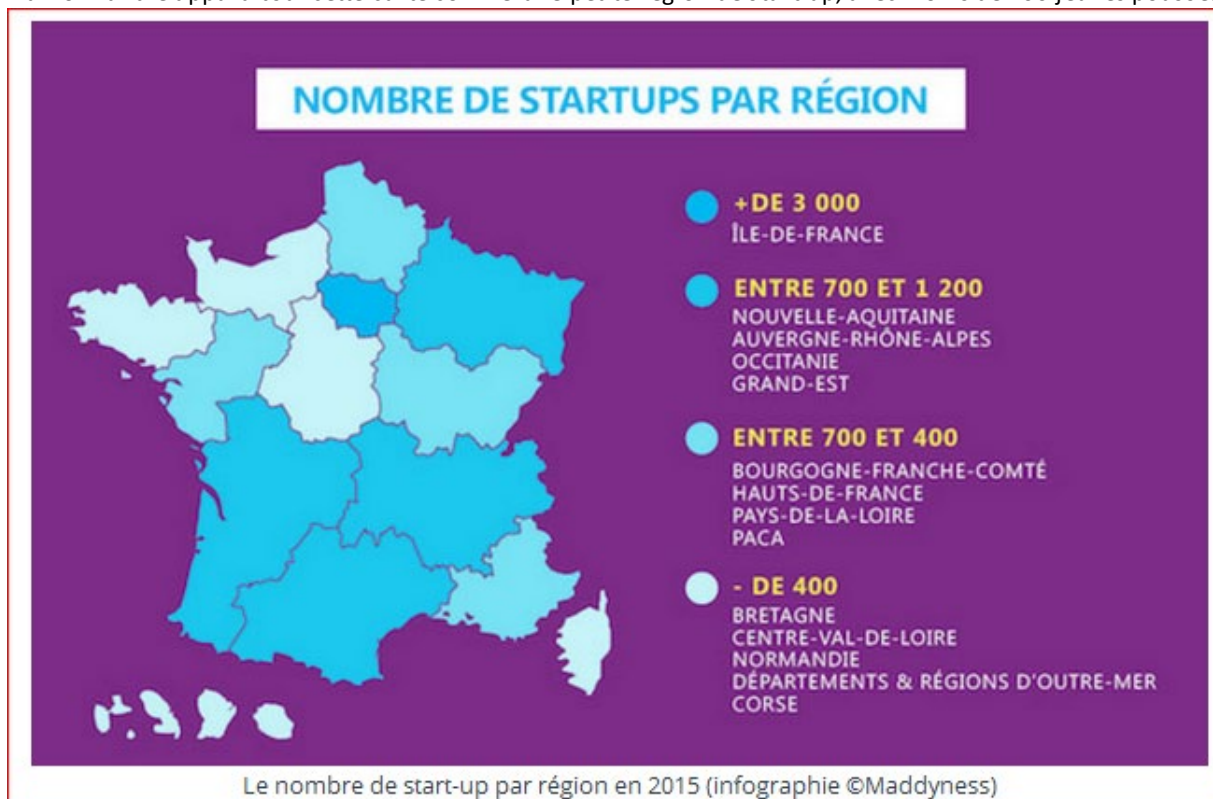 NOMBRE DE STARTUPS PAR RÉGION
+DE 3 000
ÎLE-DE-FRANCE
ENTRE 700 ET 1 200
NOUVELLE-AQUITAINE
AUVERGNE-RHÔNE-ALPES
OCCITANIE
GRAND-EST
ENTRE 700 ET 400
BOURGOGNE-FRANCHE-COMTÉ
HAUTS-DE-FRANCE
PAYS-DE-LA-LOIRE
PACA
- DE 400
BRETAGNE
CENTRE-VAL-DE-LOIRE
NORMANDIE
DÉPARTEMENTS & RÉGIONS D'OUTRE-MER
CORSE
Le nombre de start-up par région en 2015 (infographie ©Maddyness)